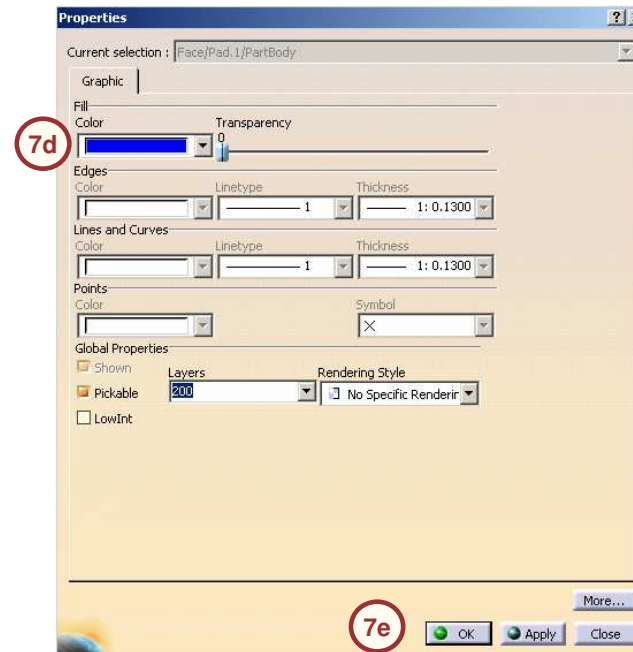 Properties
?
Current selection : Face/Pad.1/PartBody
Graphic
Fill
Color Transparency
7d
0
Edges
Color Linetype Thickness
1 1: 0.1300
Lines and Curves
Color Linetype Thickness
1 1: 0.1300
Points
Color Symbol
Global Properties
Shown Layers Rendering Style
Pickable 200 No Specific Renderir
LowInt
More...
7e OK Apply Close